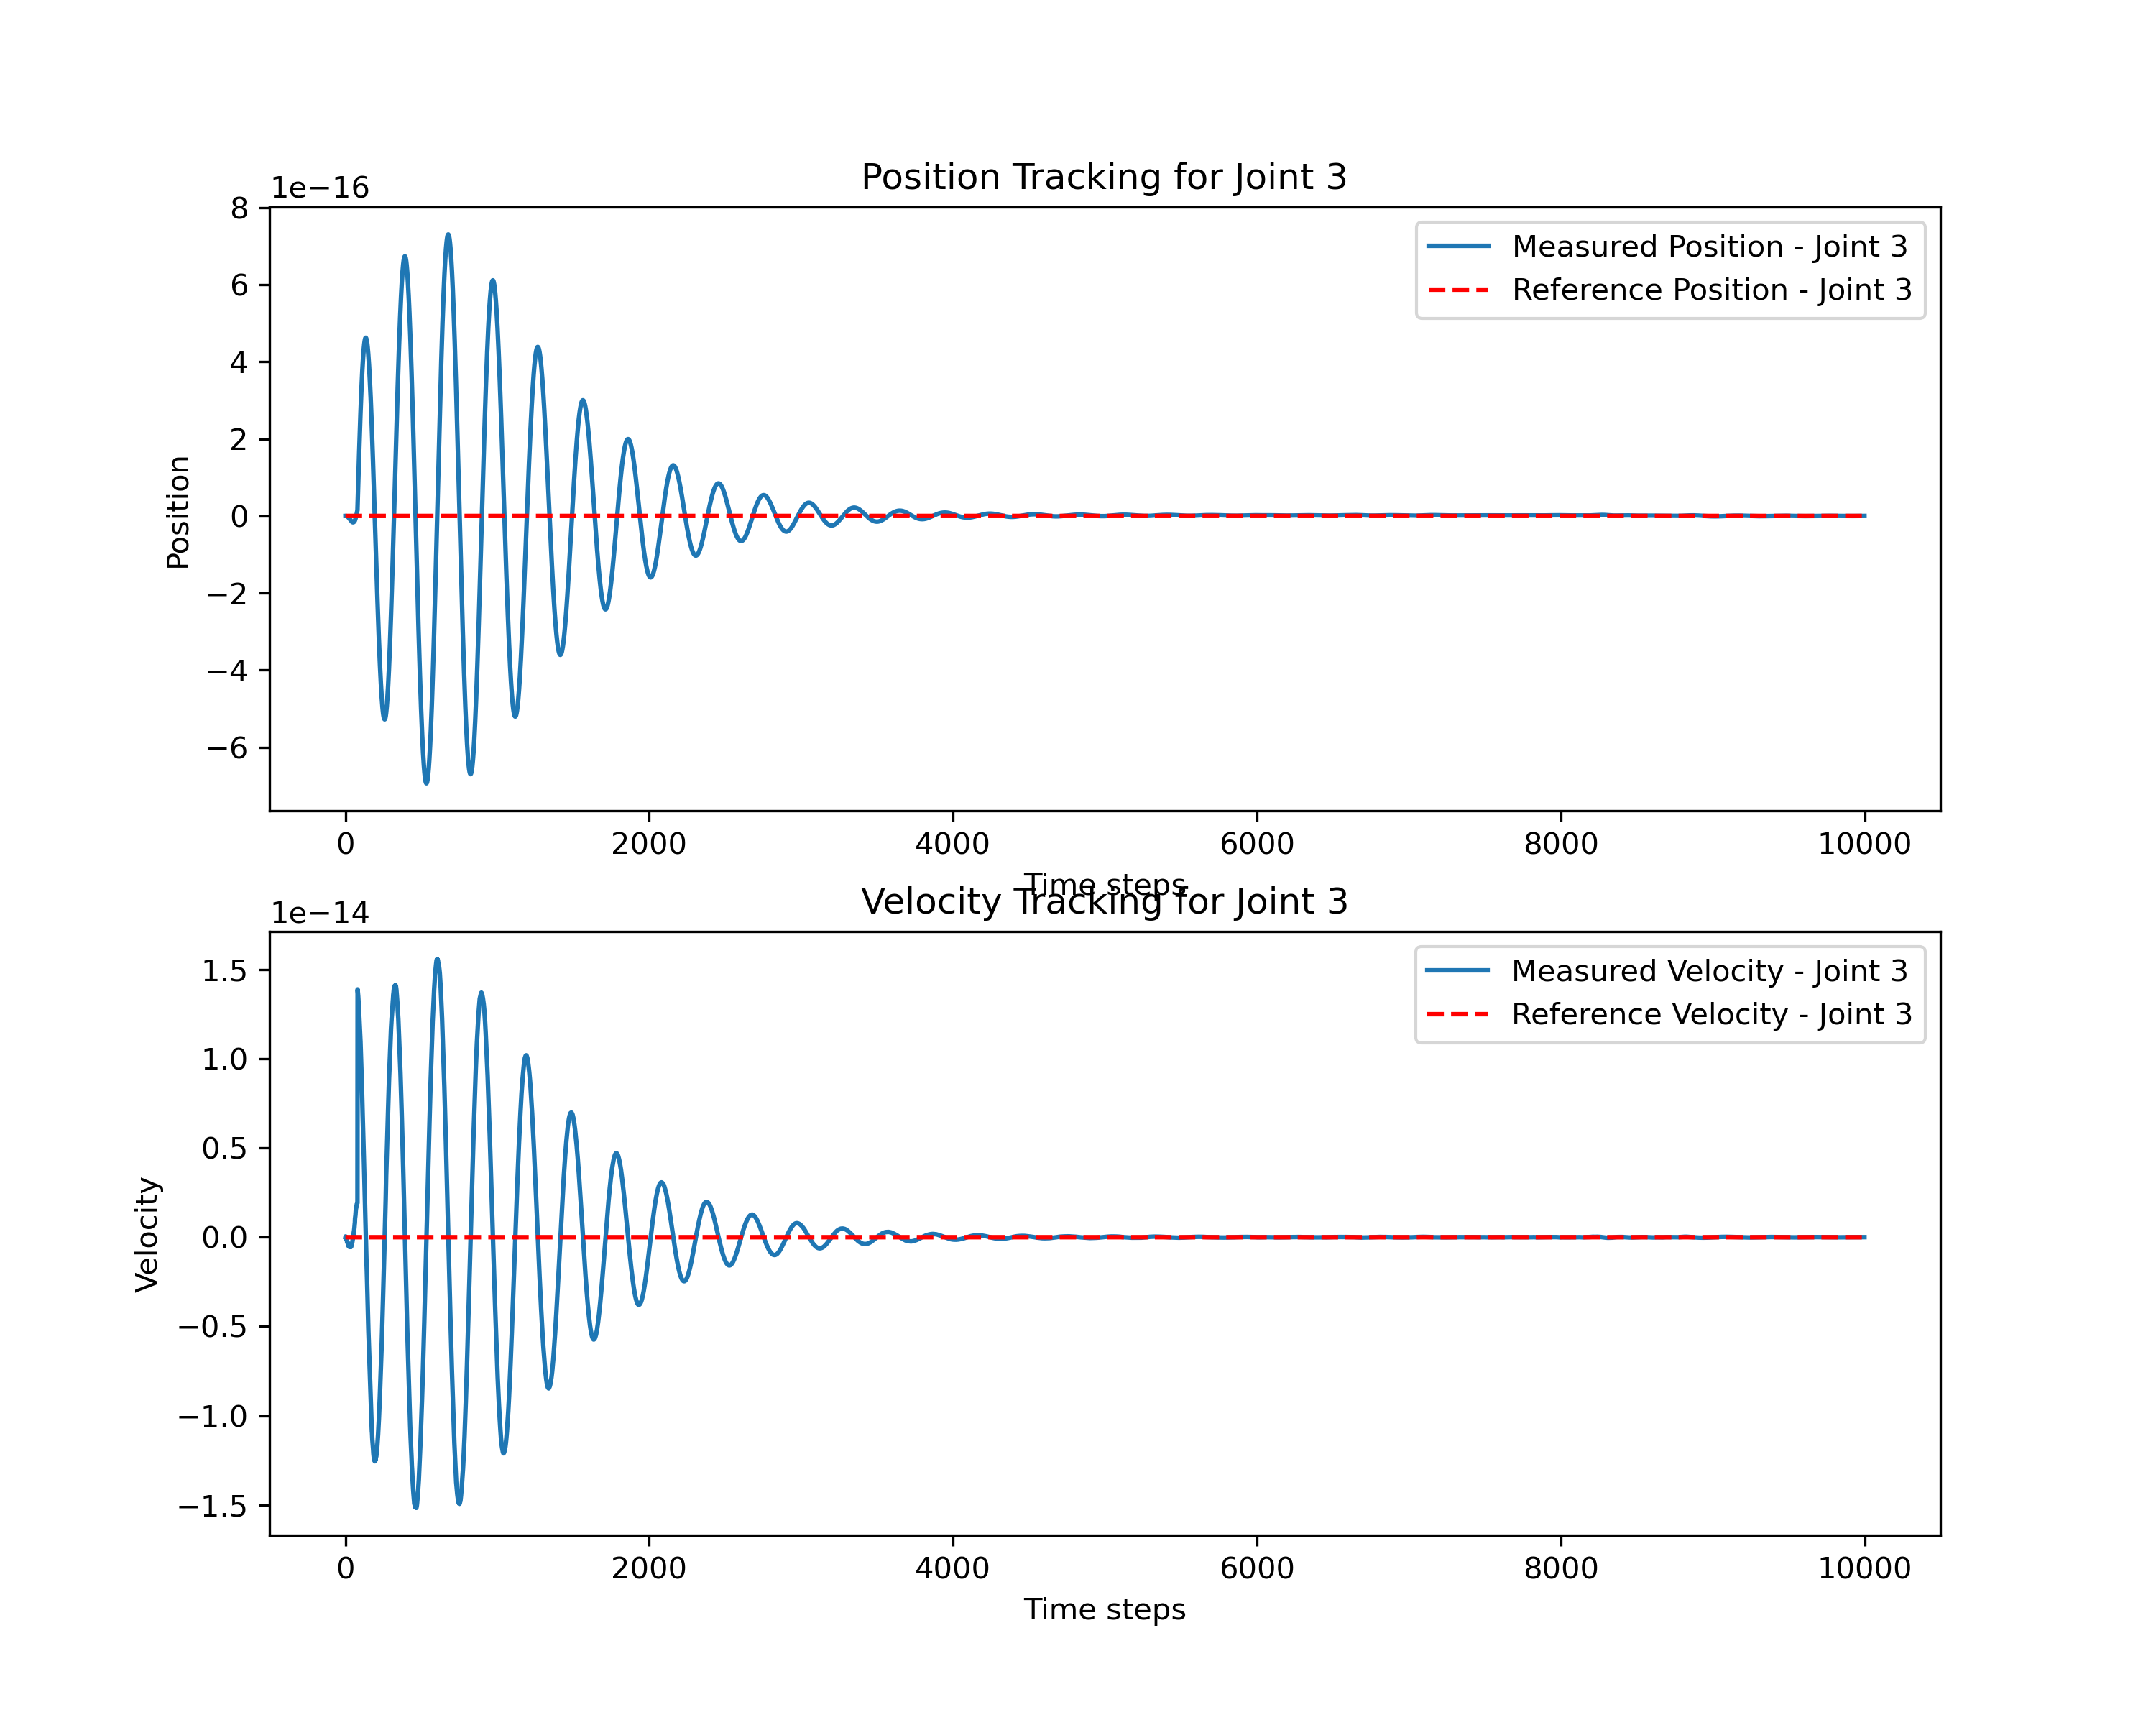 Position Tracking for Joint 3
1e−16
8
6
4
2
0
−2
−4
−6
Position
Measured Position - Joint 3
Reference Position - Joint 3
0 2000 4000 6000 8000 10000
Time steps
Velocity Tracking for Joint 3
1e−14
1.5
1.0
0.5
0.0
−0.5
−1.0
−1.5
Velocity
Measured Velocity - Joint 3
Reference Velocity - Joint 3
0 2000 4000 6000 8000 10000
Time steps